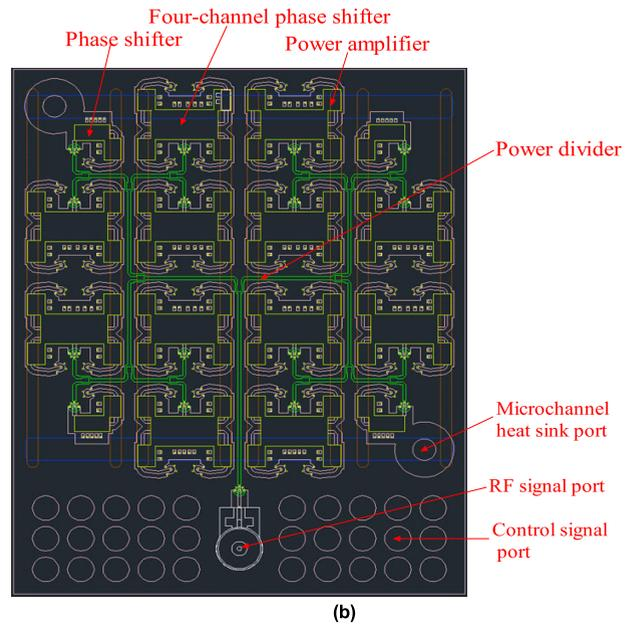 Four-channel phase shifter
Phase shifter
Power amplifier
Power divider
Microchannel
heat sink port
RF signal port
Control signal
port
(b)